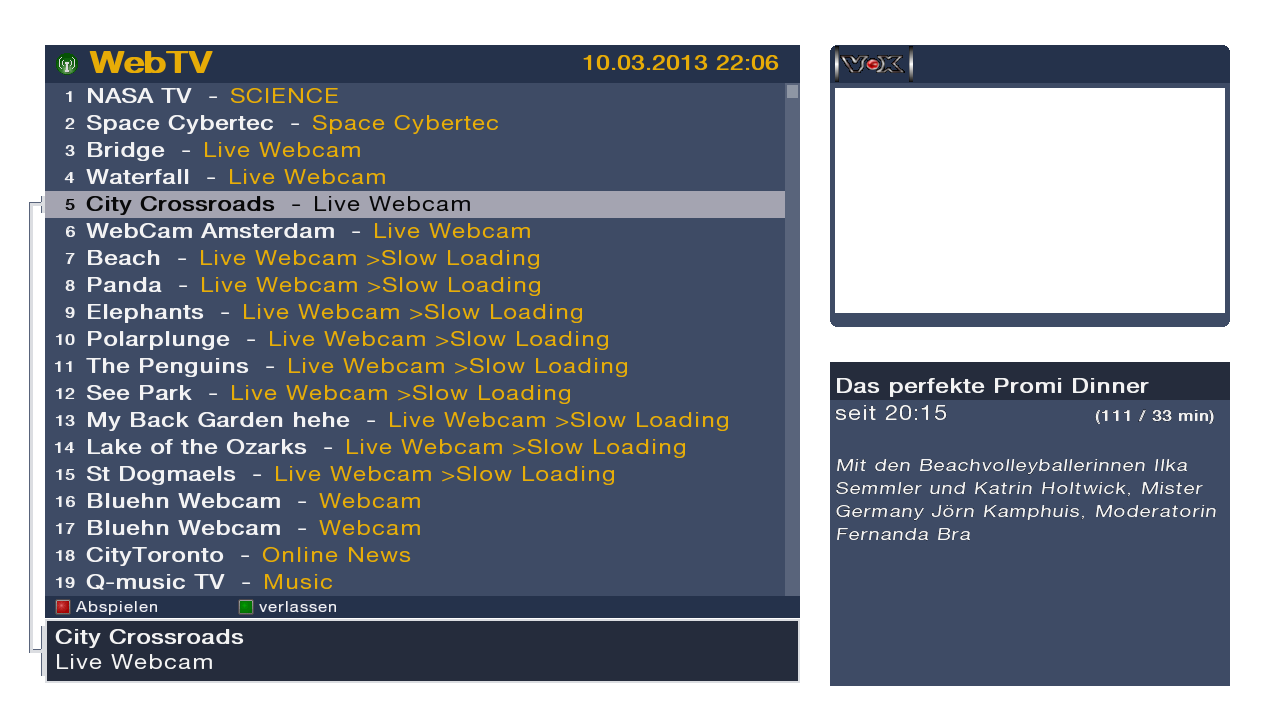 WebTV
10.03.2013 22:06
1 NASA TV - SCIENCE
2 Space Cybertec - Space Cybertec
3 Bridge - Live Webcam
4 Waterfall - Live Webcam
5 City Crossroads - Live Webcam
6 WebCam Amsterdam - Live Webcam
7 Beach - Live Webcam >Slow Loading
8 Panda - Live Webcam >Slow Loading
9 Elephants - Live Webcam >Slow Loading
10 Polarplunge - Live Webcam >Slow Loading
11 The Penguins - Live Webcam >Slow Loading
12 See Park - Live Webcam >Slow Loading
13 My Back Garden hehe - Live Webcam >Slow Loading
14 Lake of the Ozarks - Live Webcam >Slow Loading
15 St Dogmaels - Live Webcam >Slow Loading
16 Bluehn Webcam - Webcam
17 Bluehn Webcam - Webcam
18 CityToronto - Online News
19 Q-music TV - Music
Abspielen verlassen
City Crossroads
Live Webcam
VOX
Das perfekte Promi Dinner
seit 20:15 (111 / 33 min)
Mit den Beachvolleyballerinnen Ilka
Semmler und Katrin Holtwick, Mister
Germany Jörn Kamphuis, Moderatorin
Fernanda Bra